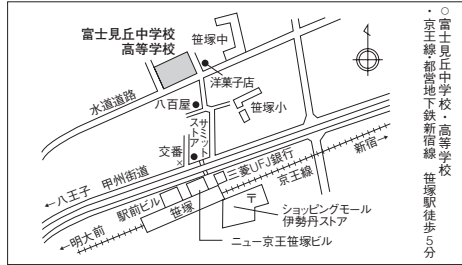 ○富士見丘中学校・高等学校
・京王線・都営地下鉄新宿線 笹塚駅徒歩5分
富士見丘中学校
高等学校
笹塚中
洋菓子店
水道道路
八百屋
笹塚小
サミット
ストア
交番
×
←八王子 甲州街道
三菱UFJ銀行
京王線
新宿→
駅前ビル
笹塚
〒
←明大前
ショッピングモール
伊勢丹ストア
ニュー京王笹塚ビル